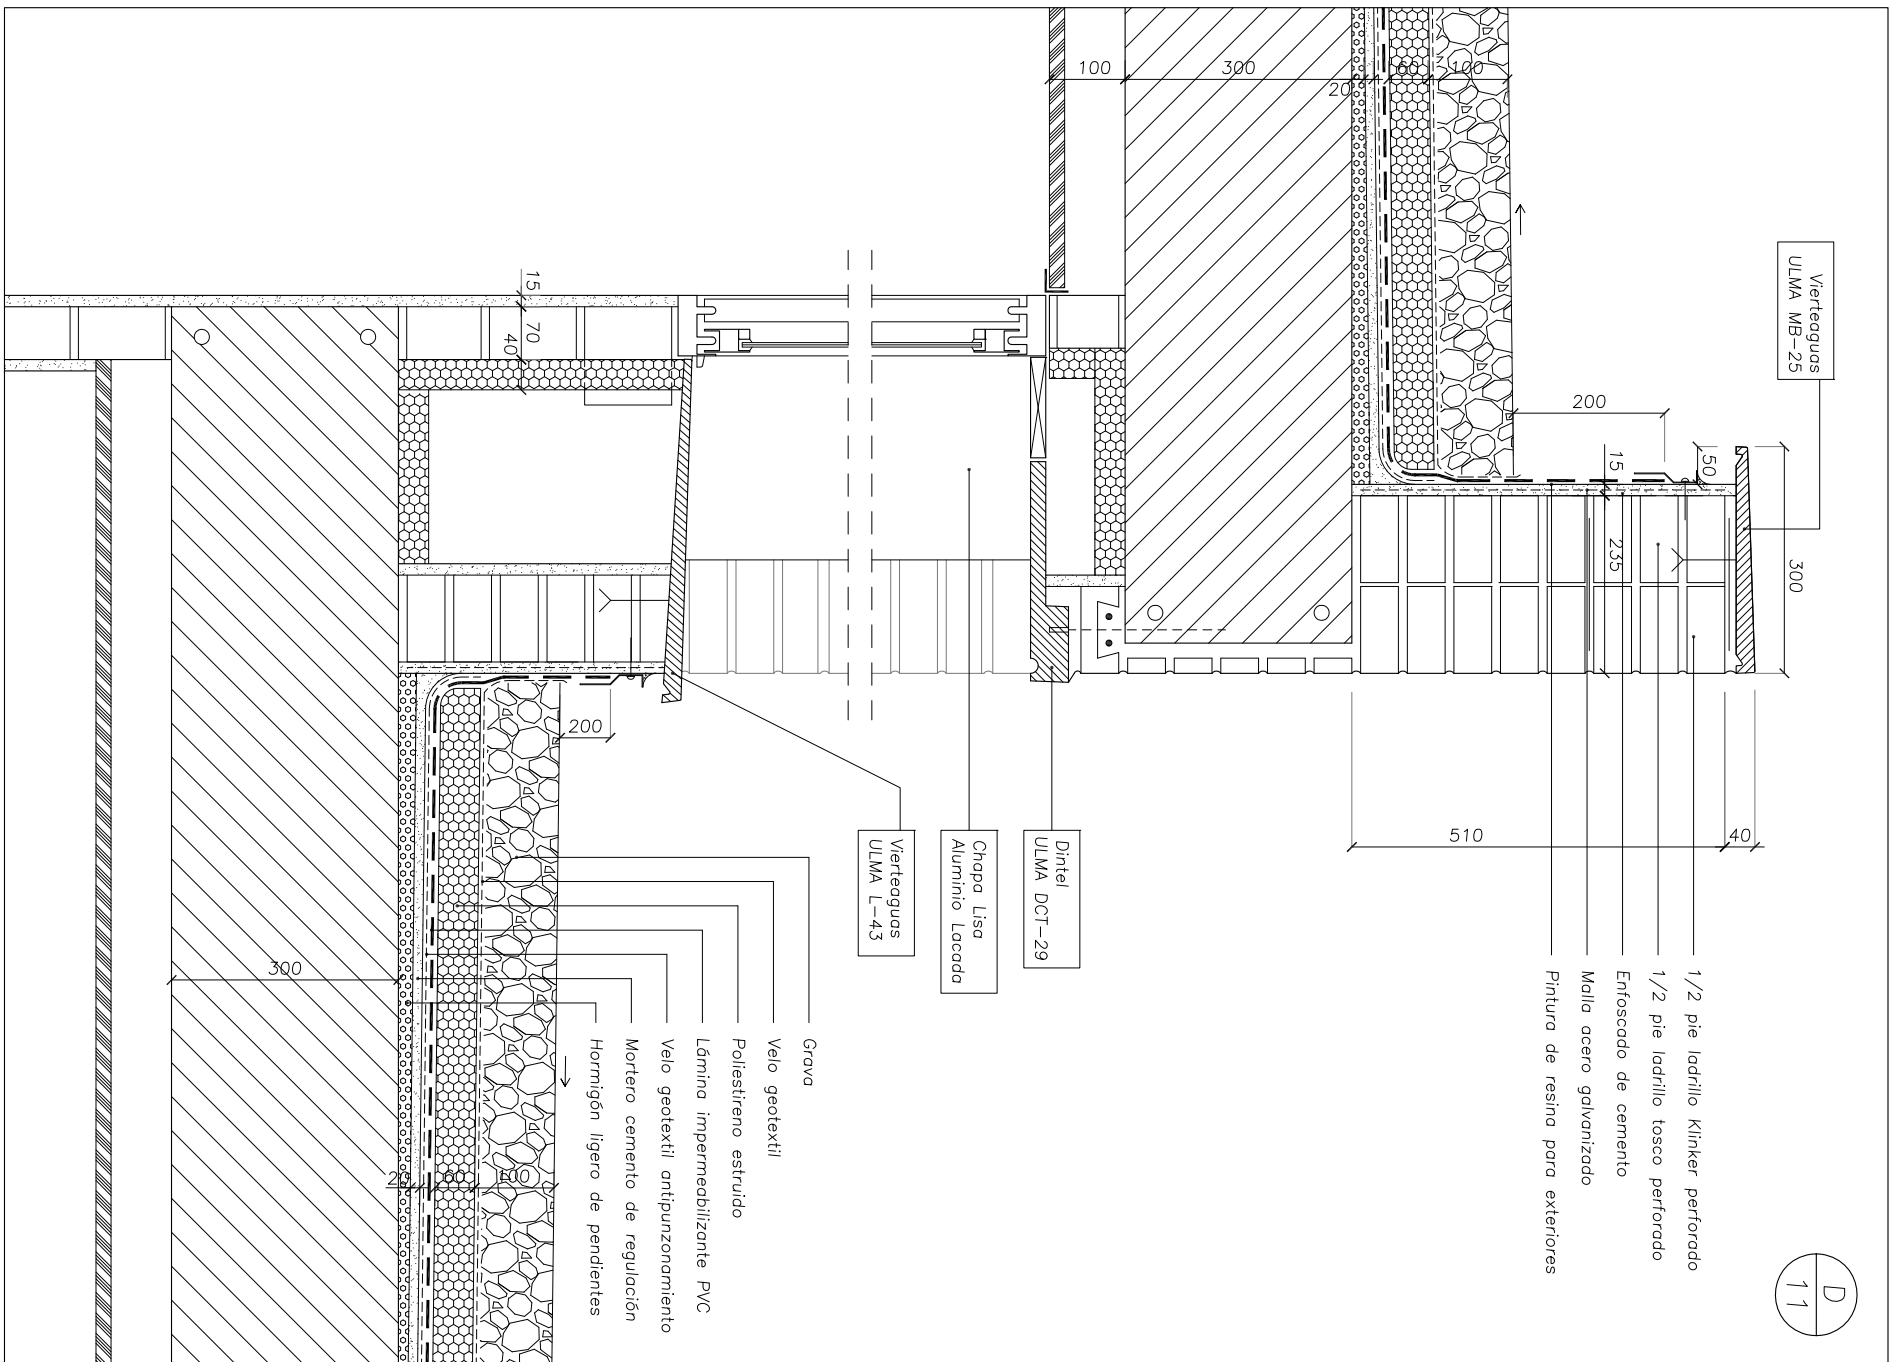 Vierteaguas
ULMA MB-25
300
50
200
15
235
100
60
20
300
100
510
40
1/2 pie ladrillo Klinker perforado
1/2 pie ladrillo tosco perforado
Enfoscado de cemento
Malla acero galvanizado
Pintura de resina para exteriores
D
11
Dintel
ULMA DCT-29
Chapa Lisa
Aluminio Lacada
Vierteaguas
ULMA L-43
15
70
40
200
Grava
Velo geotextil
Poliestireno estruido
Lámina impermeabilizante PVC
Velo geotextil antipunzonamiento
Mortero cemento de regulación
Hormigón ligero de pendientes
100
60
20
300